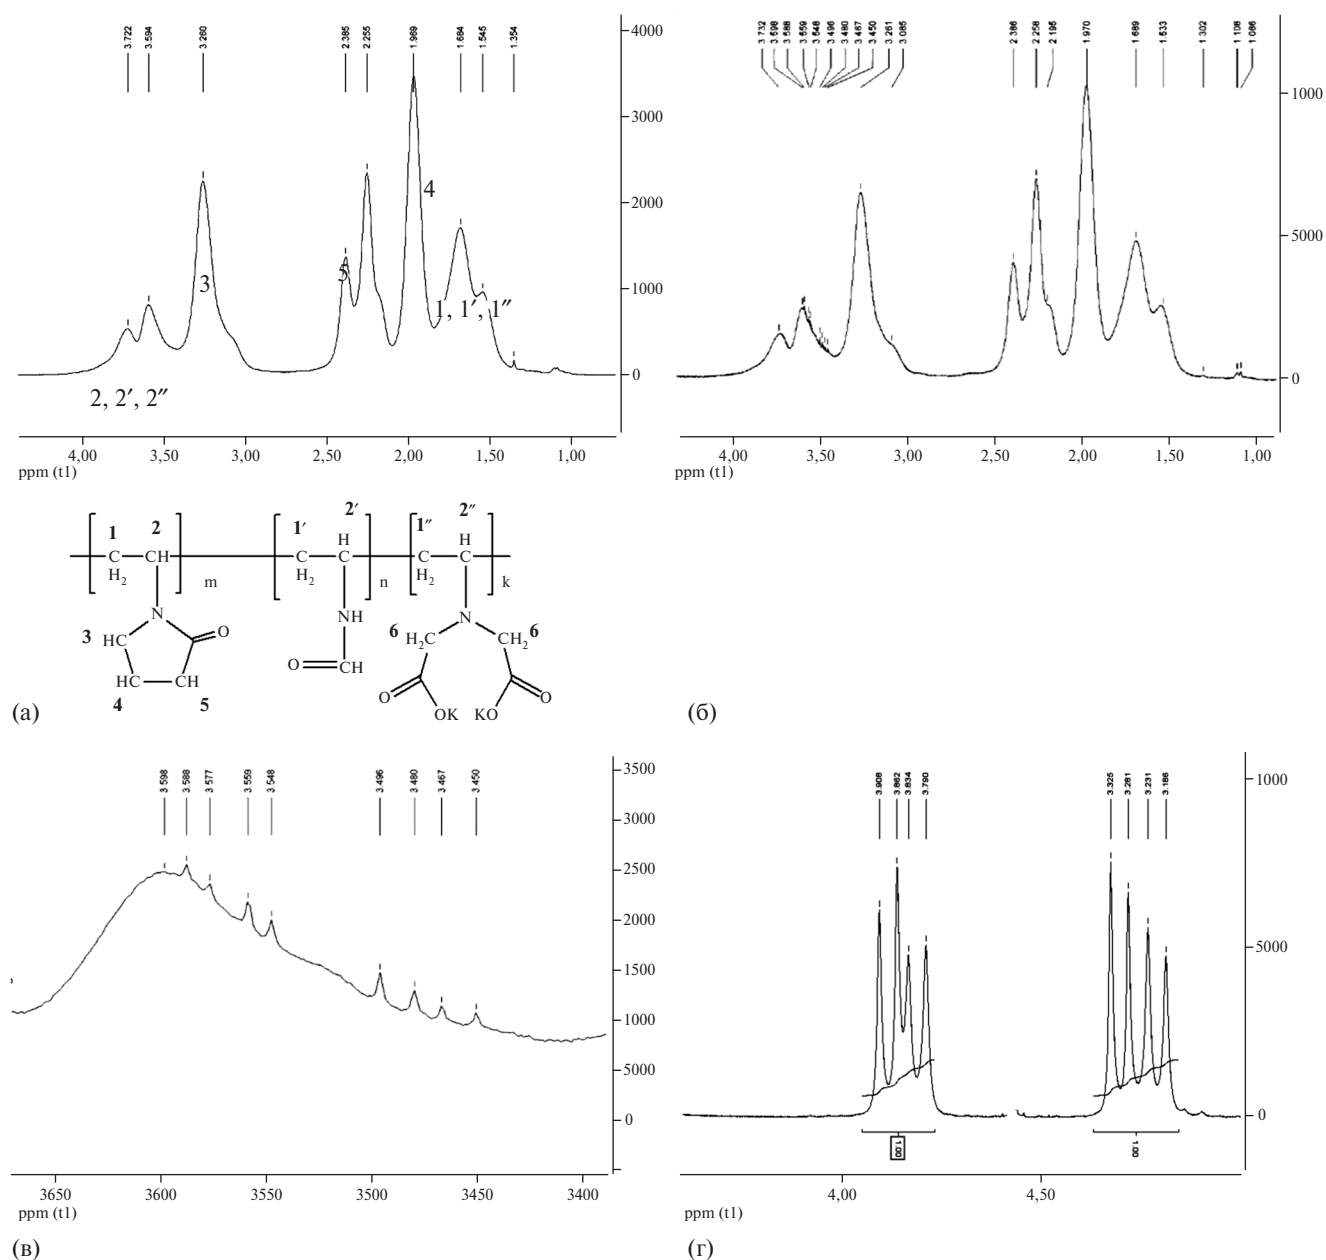 3.722 3.594 3.260 2.385 2.255 1.969 1.684 1.545 1.354
4000
3000
2000
1000
0
3
5
4
1, 1′, 1″
2, 2′, 2″
4,00 3,50 3,00 2,50 2,00 1,50 1,00
ppm (t1)
3.732 3.598 3.588 3.559 3.548 3.496 3.480 3.467 3.450 3.261 3.085 2.386 2.258 2.195 1.970 1.689 1.533 1.302 1.108 1.086
1000
5000
0
4,00 3,50 3,00 2,50 2,00 1,50 1,00
ppm (t1)
1 2 1′ 2′ 1″ 2″
H H
C CH C C C C
H2 H2 H2
m n k
N NH N
3 HC O 6 H2C CH2 6
HC CH O CH O O
4 5 OK KO
(а)
(б)
3.598 3.588 3.577 3.559 3.548 3.496 3.480 3.467 3.450
3500
3000
2500
2000
1500
1000
5000
0
3650 3600 3550 3500 3450 3400
ppm (t1)
(в)
3.908 3.862 3.834 3.790 3.325 3.281 3.231 3.186
1000
5000
0
1.00 1.00
4,00 4,50
ppm (t1)
(г)